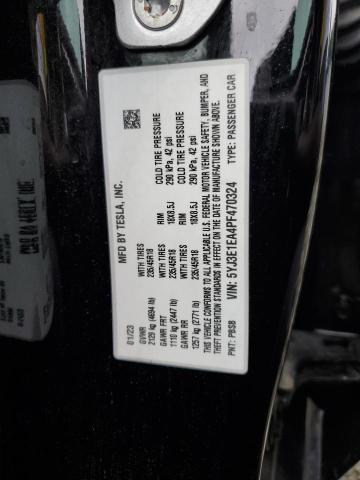 MFD BY TESLA, INC.
01/23
GVWR
2129 kg (4694 lb)
GAWR FRT
1110 kg (2447 lb)
GAWR RR
1257 kg (2771 lb)
WITH TIRES
235/45R18
WITH TIRES
235/45R18
RIM
18X8.5J
RIM
18X8.5J
COLD TIRE PRESSURE
290 kPa, 42 psi
COLD TIRE PRESSURE
290 kPa, 42 psi
THIS VEHICLE CONFORMS TO ALL APPLICABLE U.S. FEDERAL MOTOR VEHICLE SAFETY, BUMPER, AND
THEFT PREVENTION STANDARDS IN EFFECT ON THE DATE OF MANUFACTURE SHOWN ABOVE.
VIN: 5YJ3E1EA4PF470324 TYPE: PASSENGER CAR
PNT: PBSB